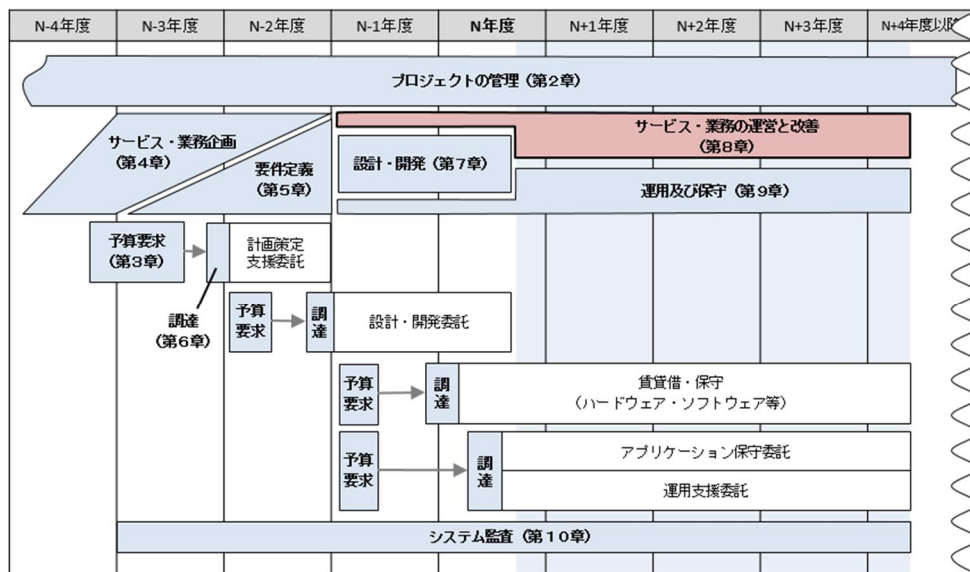 N-4年度 N-3年度 N-2年度 N-1年度 N年度 N+1年度 N+2年度 N+3年度 N+4年度以降
プロジェクトの管理（第2章）
サービス・業務企画
（第4章）
要件定義
（第5章）
サービス・業務の運営と改善
（第8章）
設計・開発（第7章）
運用及び保守（第9章）
予算要求
（第3章）
計画策定
支援委託
調達
（第6章）
予算
要求
調
達
設計・開発委託
予算
要求
調
達
賃貸借・保守
（ハードウェア・ソフトウェア等）
予算
要求
調
達
アプリケーション保守委託
運用支援委託
システム監査（第１０章）